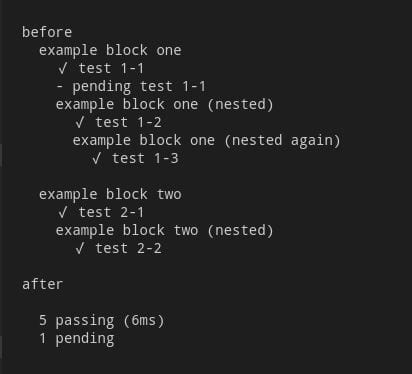 before
example block one
√ test 1-1
- pending test 1-1
example block one (nested)
√ test 1-2
example block one (nested again)
√ test 1-3
example block two
√ test 2-1
example block two (nested)
√ test 2-2
after
5 passing (6ms)
1 pending